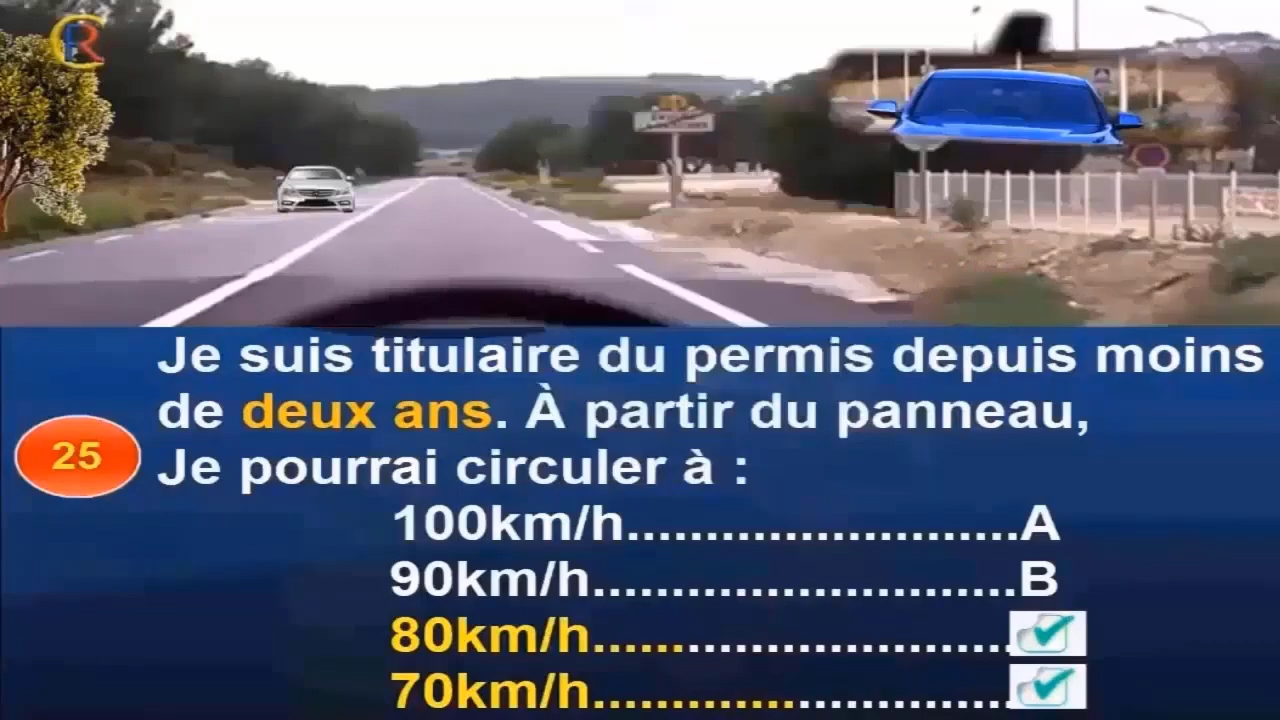 CPR
Je suis titulaire du permis depuis moins
de deux ans. À partir du panneau,
25
Je pourrai circuler à :
100km/h.........................A
90km/h...........................B
80km/h...........................
70km/h...........................